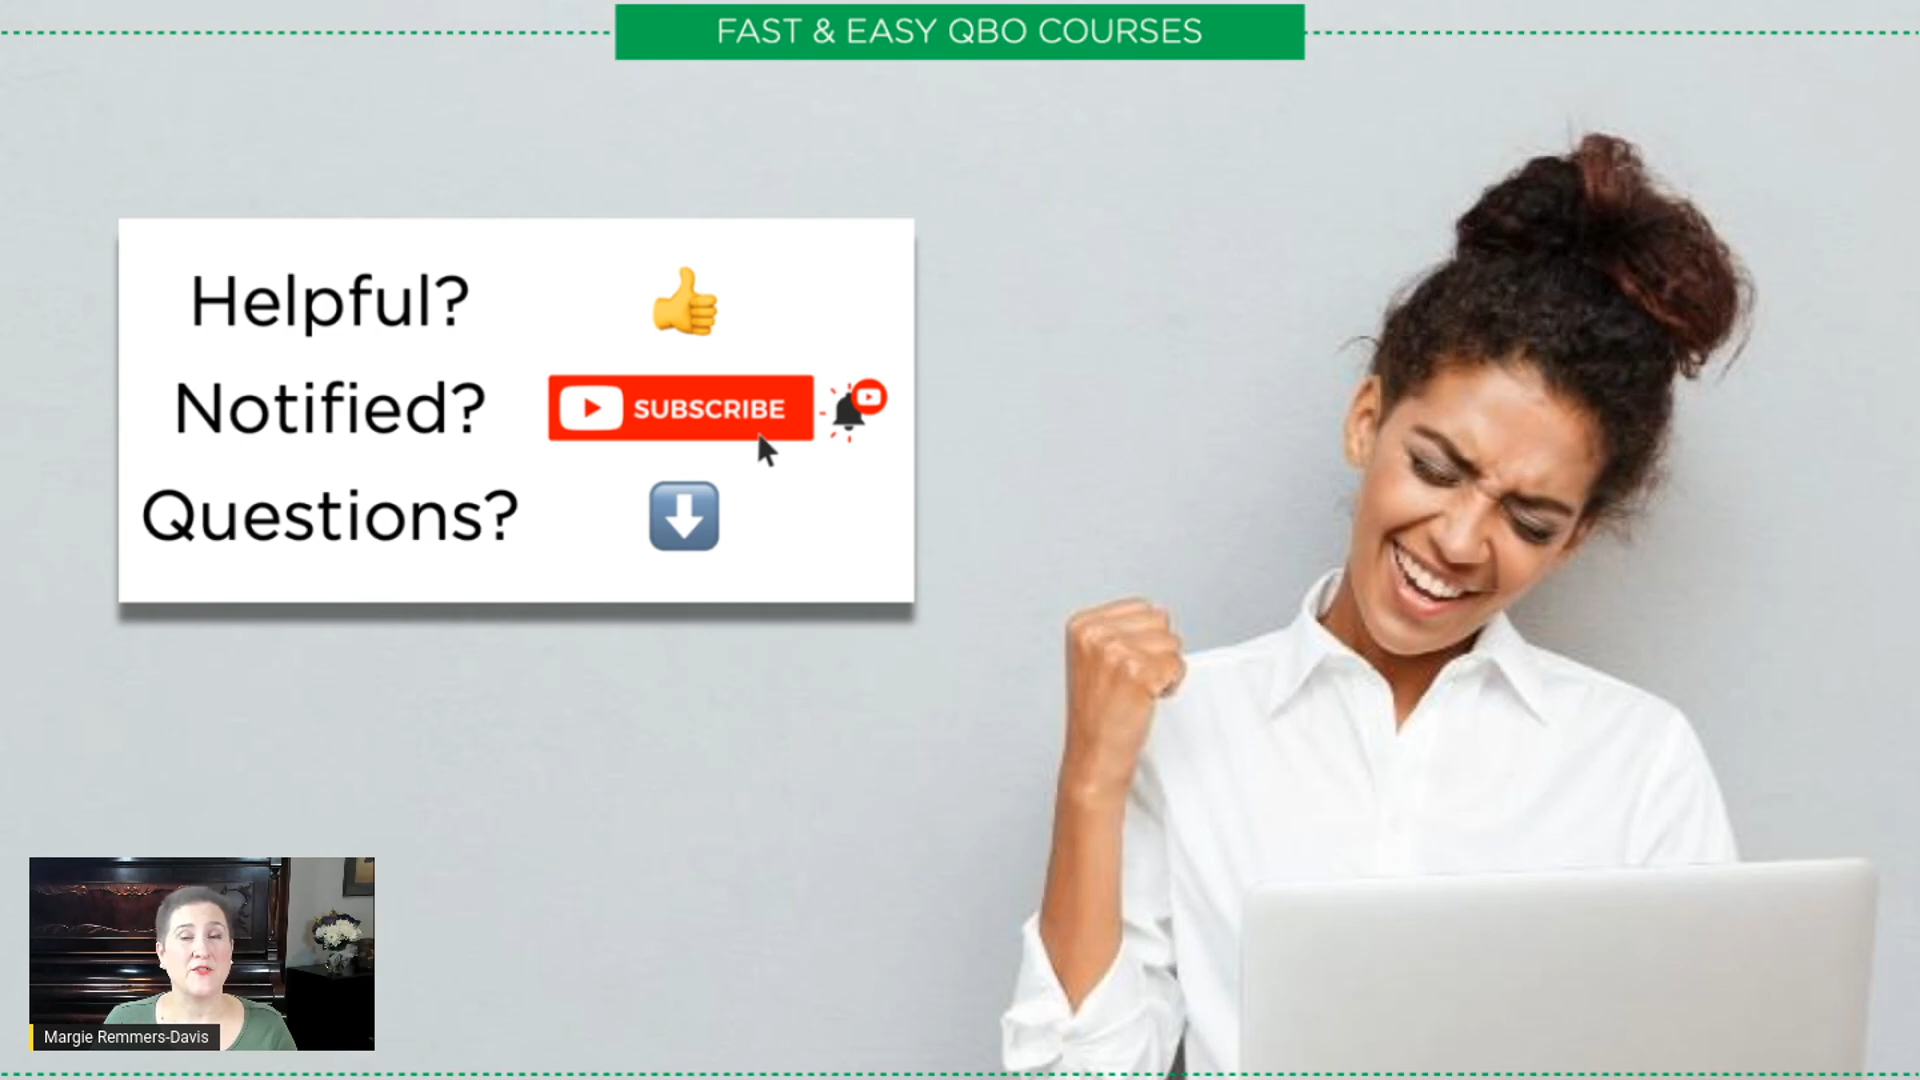 FAST & EASY QBO COURSES
Helpful?
Notified? SUBSCRIBE
Questions?
Margie Remmers-Davis